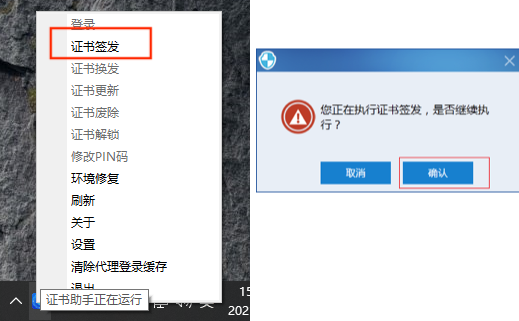 登录
证书签发
证书换发
证书更新
证书废除
证书解锁
修改PIN码
环境修复
刷新
关于
设置
清除代理登录缓存
退出
证书助手正在运行
15
202
您正在执行证书签发，是否继续执
行？
取消
确认